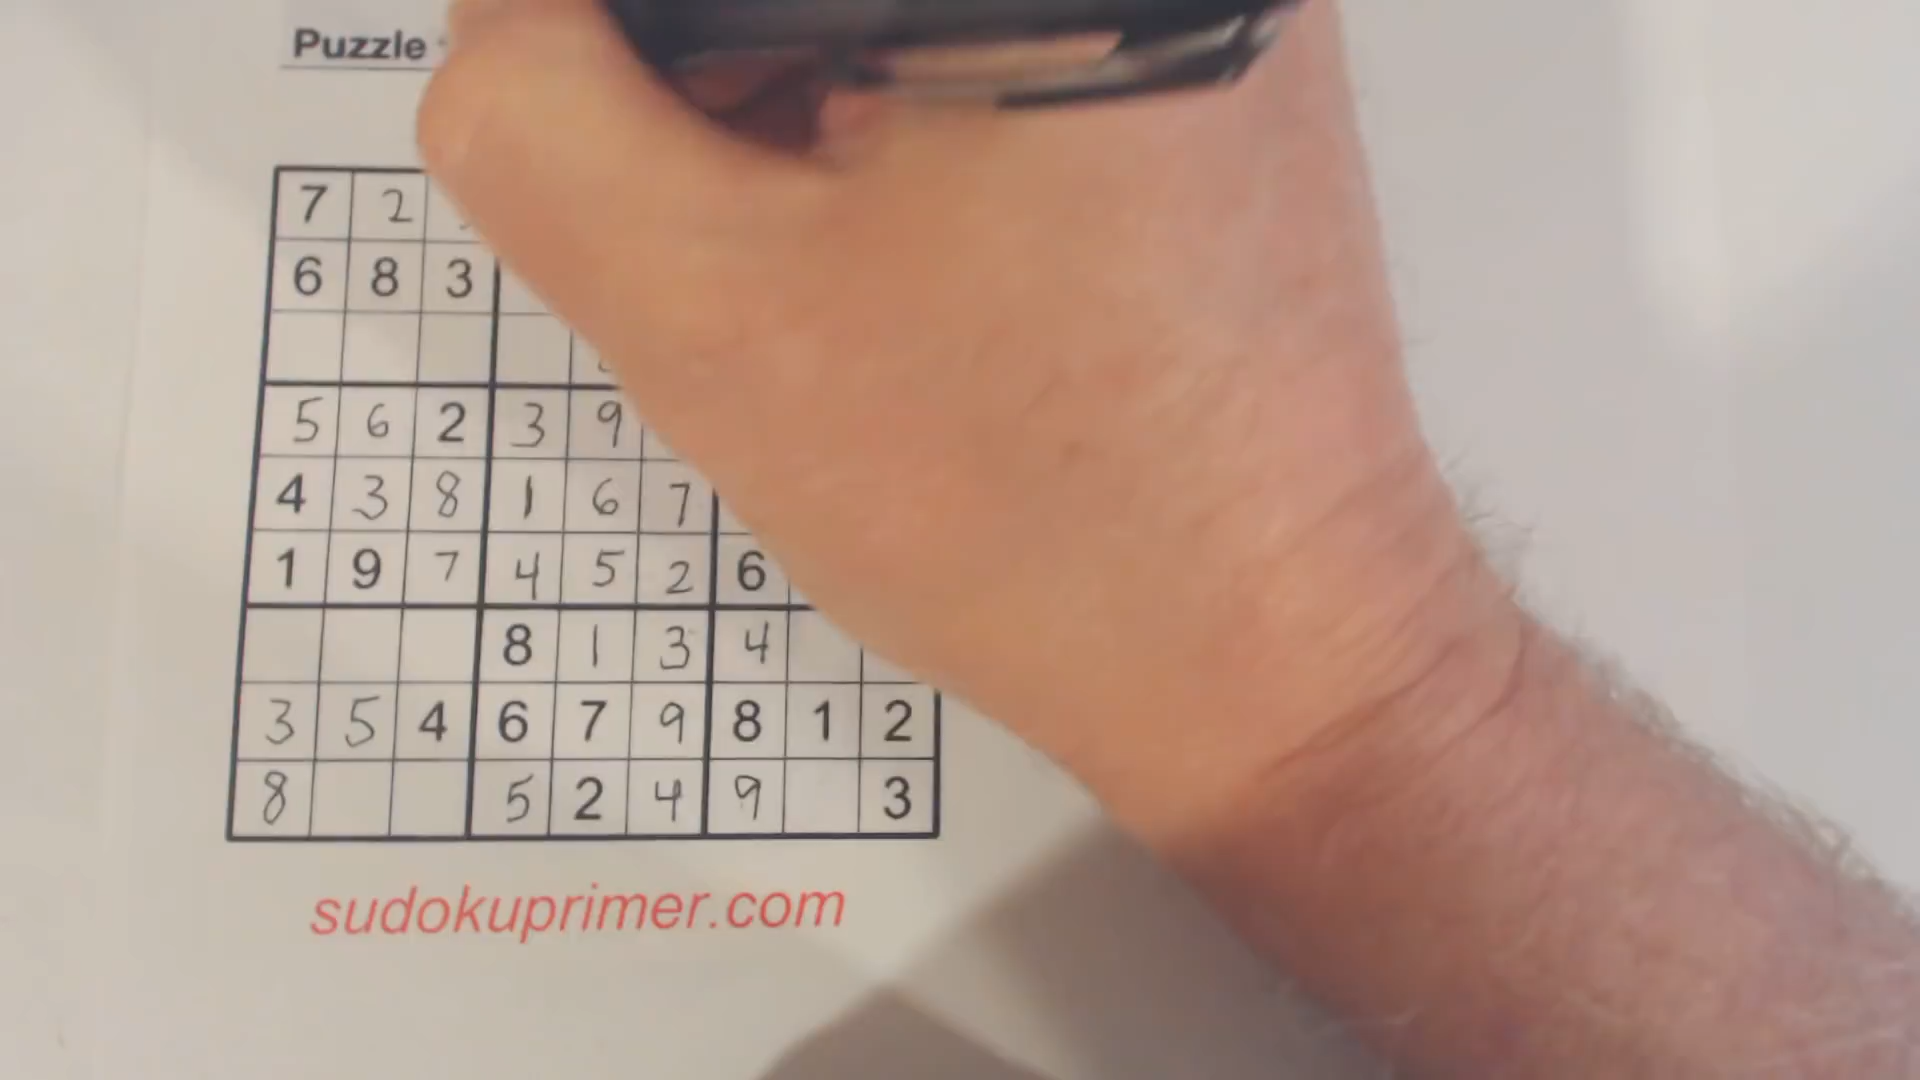 Puzzle
7 2
6 8 3
5 6 2 3 9
4 3 8 1 6 7
1 9 7 4 5 2 6
8 1 3 4
3 5 4 6 7 9 8 1 2
8 5 2 4 9 3
sudokuprimer.com